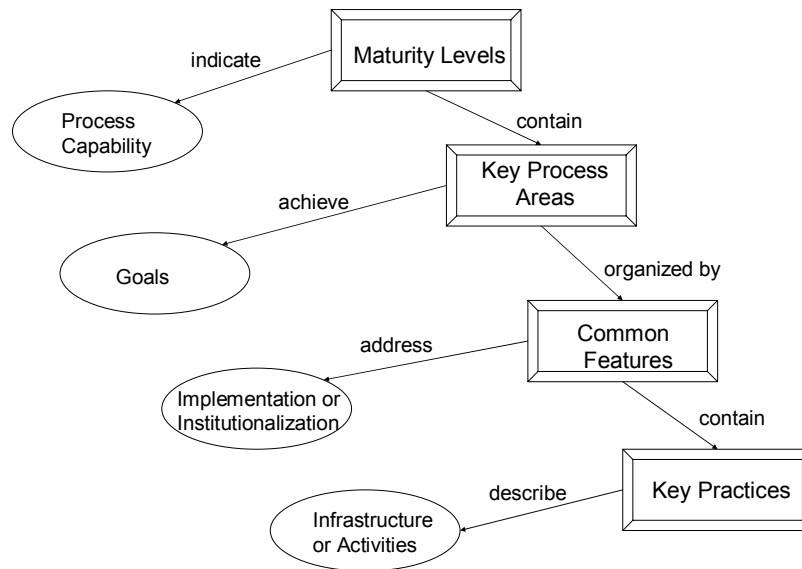 Maturity Levels
indicate
Process
Capability
contain
Key Process
Areas
achieve
Goals
organized by
Common
Features
address
Implementation or
Institutionalization
contain
Key Practices
describe
Infrastructure
or Activities